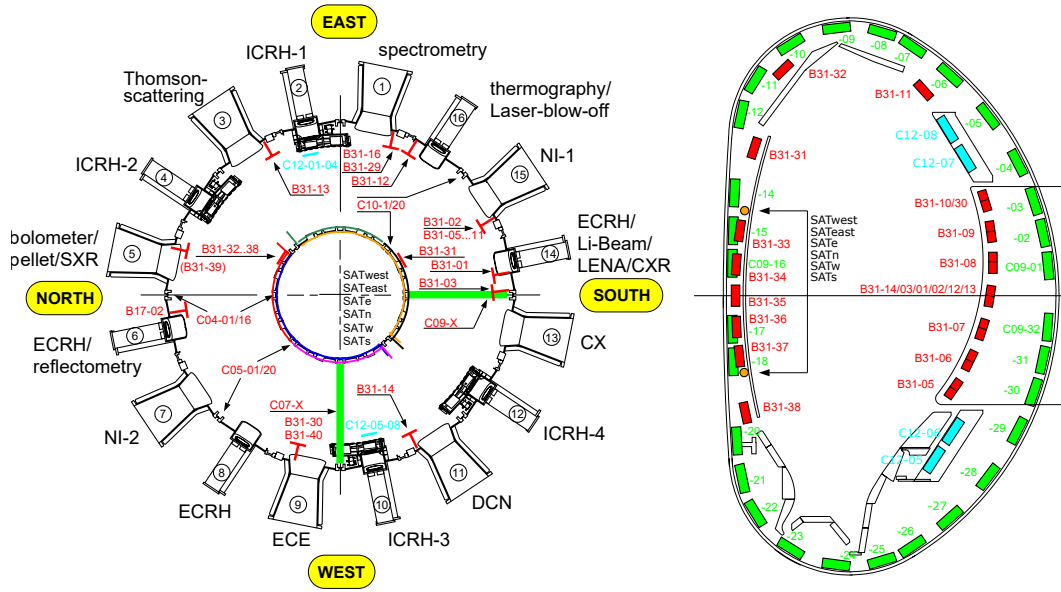 EAST
ICRH-1
spectrometry
Thomson-
scattering
thermography/
Laser-blow-off
2
1
3
16
ICRH-2
NI-1
4
15
C12-01-04
B31-16
B31-29
B31-12
B31-13
C10-1/20
bolometer/
pellet/SXR
5
B31-32..38
(B31-39)
B31-02
B31-05...11
B31-31
B31-01
B31-03
ECRH/
Li-Beam/
LENA/CXR
14
SATwest
SATeast
SATe
SATn
SATw
SATs
NORTH
SOUTH
B17-02
C04-01/16
C09-X
6
ECRH/
reflectometry
13
CX
C05-01/20
B31-14
C07-X
B31-30
B31-40
C12-05-08
7
12
NI-2
ICRH-4
8
11
ECRH
DCN
9
10
ECE
ICRH-3
WEST
-09
-08
-10
-07
B31-32
-06
-11
B31-11
-12
-05
C12-08
B31-31
C12-07
-04
-14
B31-10/30
-03
-15
SATwest
SATeast
SATe
SATn
SATw
SATs
B31-09
-02
B31-33
C09-16
B31-08
C09-01
B31-34
B31-14/03/01/02/12/13
B31-35
B31-36
-17
B31-07
C09-32
B31-37
-18
B31-06
-31
B31-05
-30
B31-38
-20
C12-06
-29
C12-05
-21
-28
-22
-27
-23
-26
-24
-25